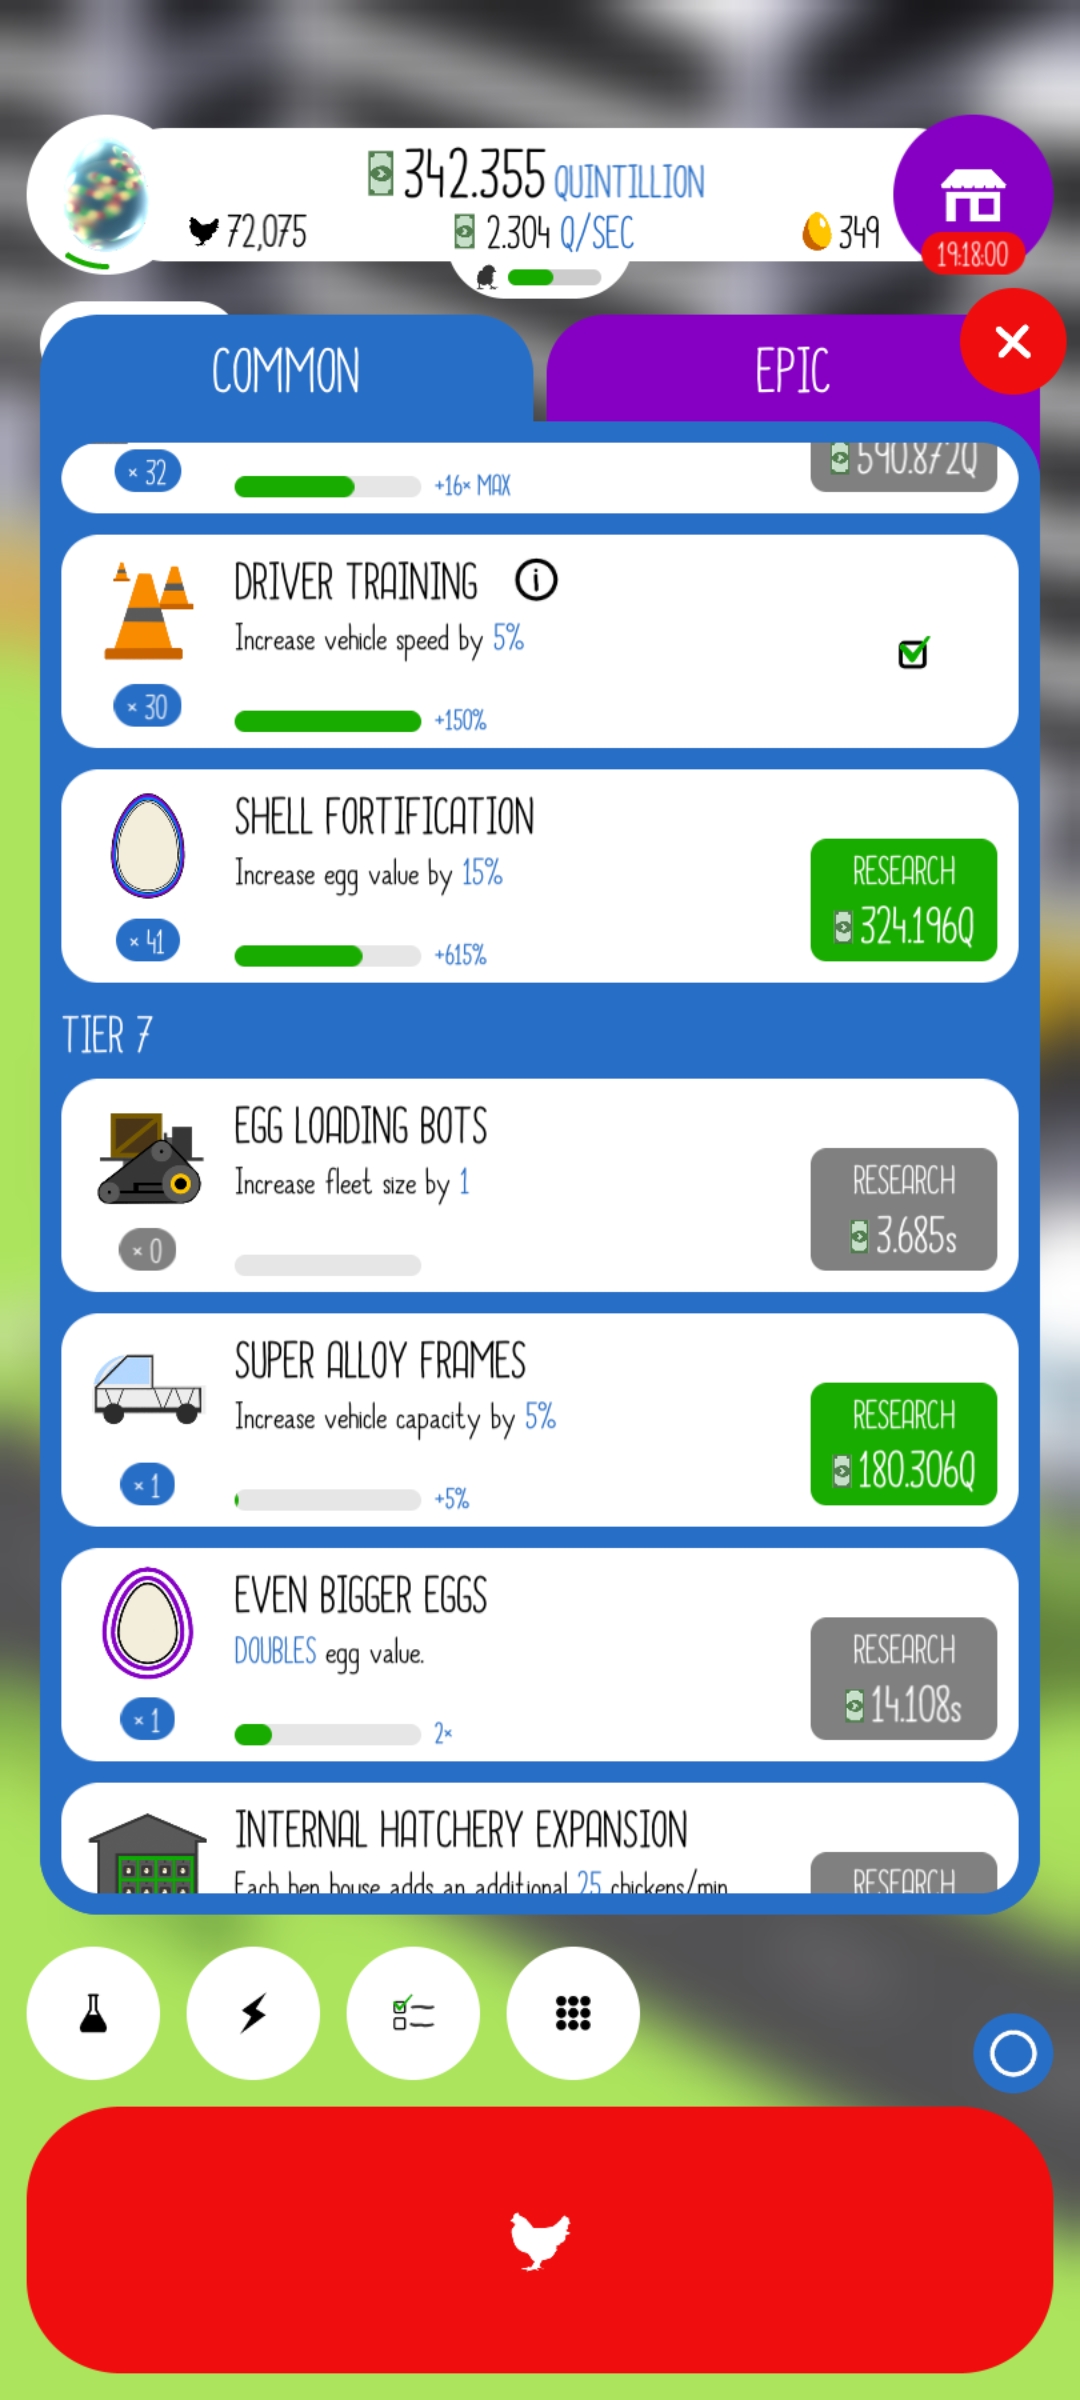 342.355 QUINTILLION
72,075
2.304 Q/SEC
349
19:18:00
COMMON
EPIC
× 32
+16× MAX
590.872Q
DRIVER TRAINING
Increase vehicle speed by 5%
× 30
+150%
SHELL FORTIFICATION
Increase egg value by 15%
× 41
+615%
RESEARCH
324.196Q
TIER 7
EGG LOADING BOTS
Increase fleet size by 1
× 0
RESEARCH
3.685s
SUPER ALLOY FRAMES
Increase vehicle capacity by 5%
× 1
+5%
RESEARCH
180.306Q
EVEN BIGGER EGGS
DOUBLES egg value.
× 1
2×
RESEARCH
14.108s
INTERNAL HATCHERY EXPANSION
Each hen house adds an additional 25 chickens/min
RESEARCH